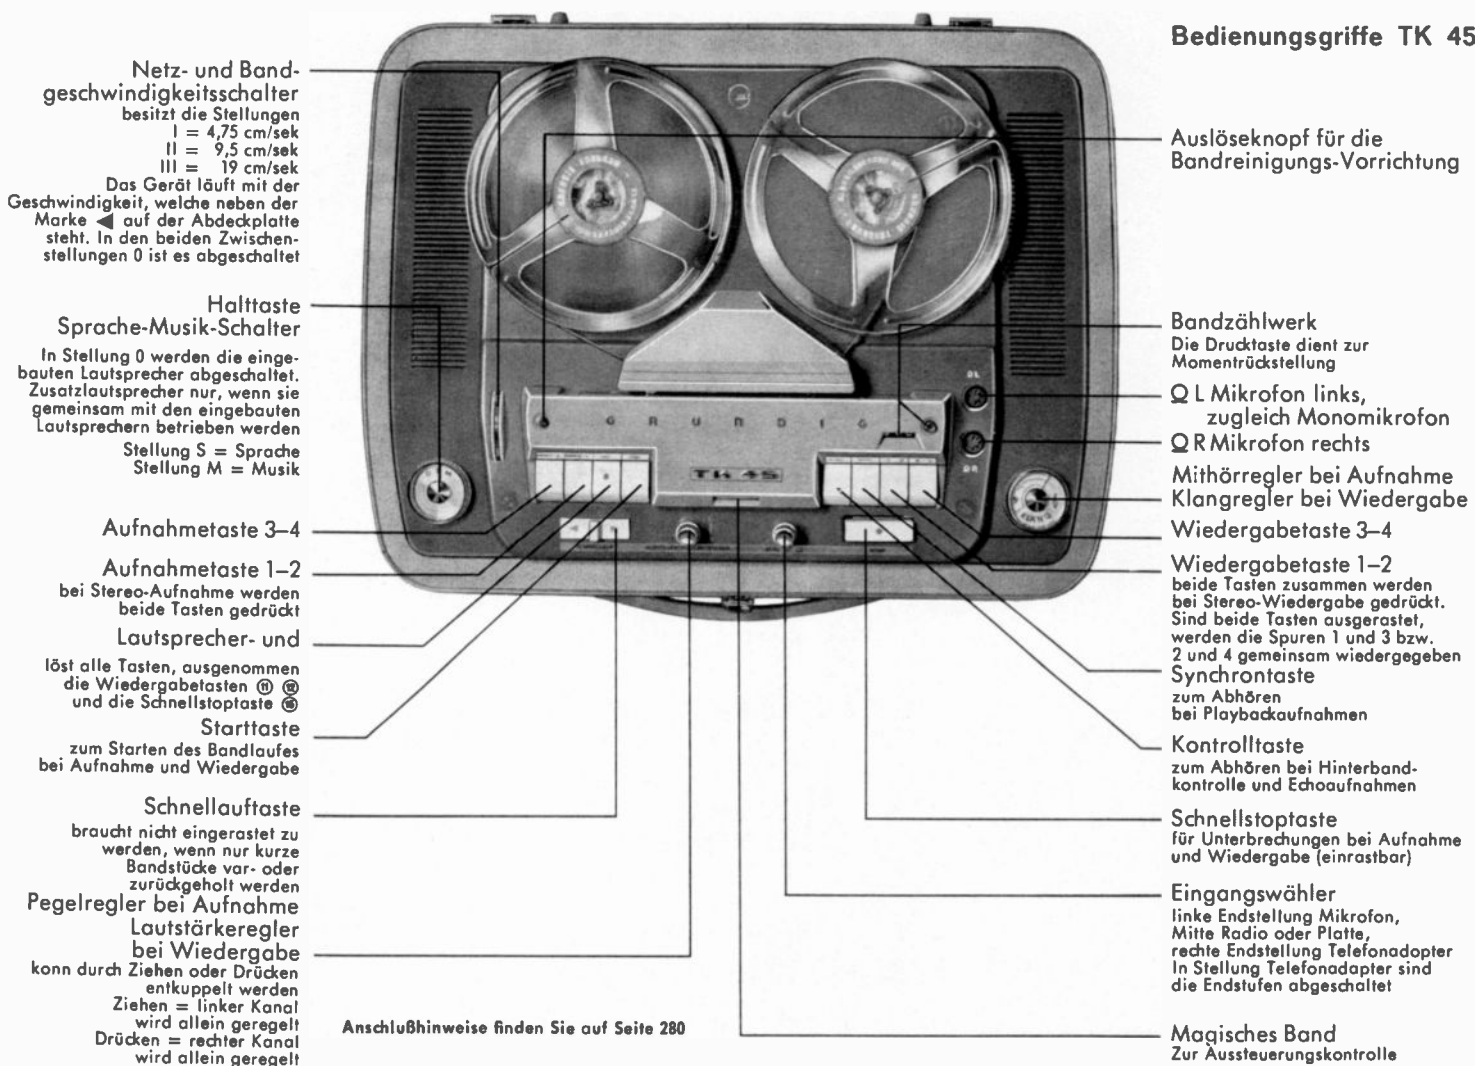 Bedienungsgriffe TK 45
Netz- und Band-
geschwindigkeitsschalter
besitzt die Stellungen
I = 4,75 cm/sek
II = 9,5 cm/sek
III = 19 cm/sek
Das Gerät läuft mit der
Geschwindigkeit, welche neben der
Marke ◀ auf der Abdeckplatte
steht. In den beiden Zwischen-
stellungen 0 ist es abgeschaltet
Halttaste
Sprache-Musik-Schalter
In Stellung 0 werden die einge-
bauten Lautsprecher abgeschaltet.
Zusatzlautsprecher nur, wenn sie
gemeinsam mit den eingebauten
Lautsprechern betrieben werden
Stellung S = Sprache
Stellung M = Musik
Aufnahmetaste 3–4
Aufnahmetaste 1–2
bei Stereo-Aufnahme werden
beide Tasten gedrückt
Lautsprecher- und
löst alle Tasten, ausgenommen
die Wiedergabetasten ⑪ ⑫
und die Schnellstoptaste
Starttaste
zum Starten des Bandlaufes
bei Aufnahme und Wiedergabe
Schnellauftaste
braucht nicht eingerastet zu
werden, wenn nur kurze
Bandstücke var- oder
zurückgeholt werden
Pegelregler bei Aufnahme
Lautstärkeregler
bei Wiedergabe
konn durch Ziehen oder Drücken
entkuppelt werden
Ziehen = linker Kanal
wird allein geregelt
Drücken = rechter Kanal
wird allein geregelt
GRUNDIG
TK 45
Anschlußhinweise finden Sie auf Seite 280
Auslöseknopf für die
Bandreinigungs-Vorrichtung
Bandzählwerk
Die Drucktaste dient zur
Momentrückstellung
L Mikrofon links,
zugleich Monomikrofon
R Mikrofon rechts
Mithörregler bei Aufnahme
Klangregler bei Wiedergabe
Wiedergabetaste 3–4
Wiedergabetaste 1–2
beide Tasten zusammen werden
bei Stereo-Wiedergabe gedrückt.
Sind beide Tasten ausgerastet,
werden die Spuren 1 und 3 bzw.
2 und 4 gemeinsam wiedergegeben
Synchrontaste
zum Abhören
bei Playbackaufnahmen
Kontrolltaste
zum Abhören bei Hinterband-
kontrolle und Echoaufnahmen
Schnellstoptaste
für Unterbrechungen bei Aufnahme
und Wiedergabe (einrastbar)
Eingangswähler
linke Endstellung Mikrofon,
Mitte Radio oder Platte,
rechte Endstellung Telefonadopter
In Stellung Telefonadapter sind
die Endstufen abgeschaltet
Magisches Band
Zur Aussteuerungskontrolle